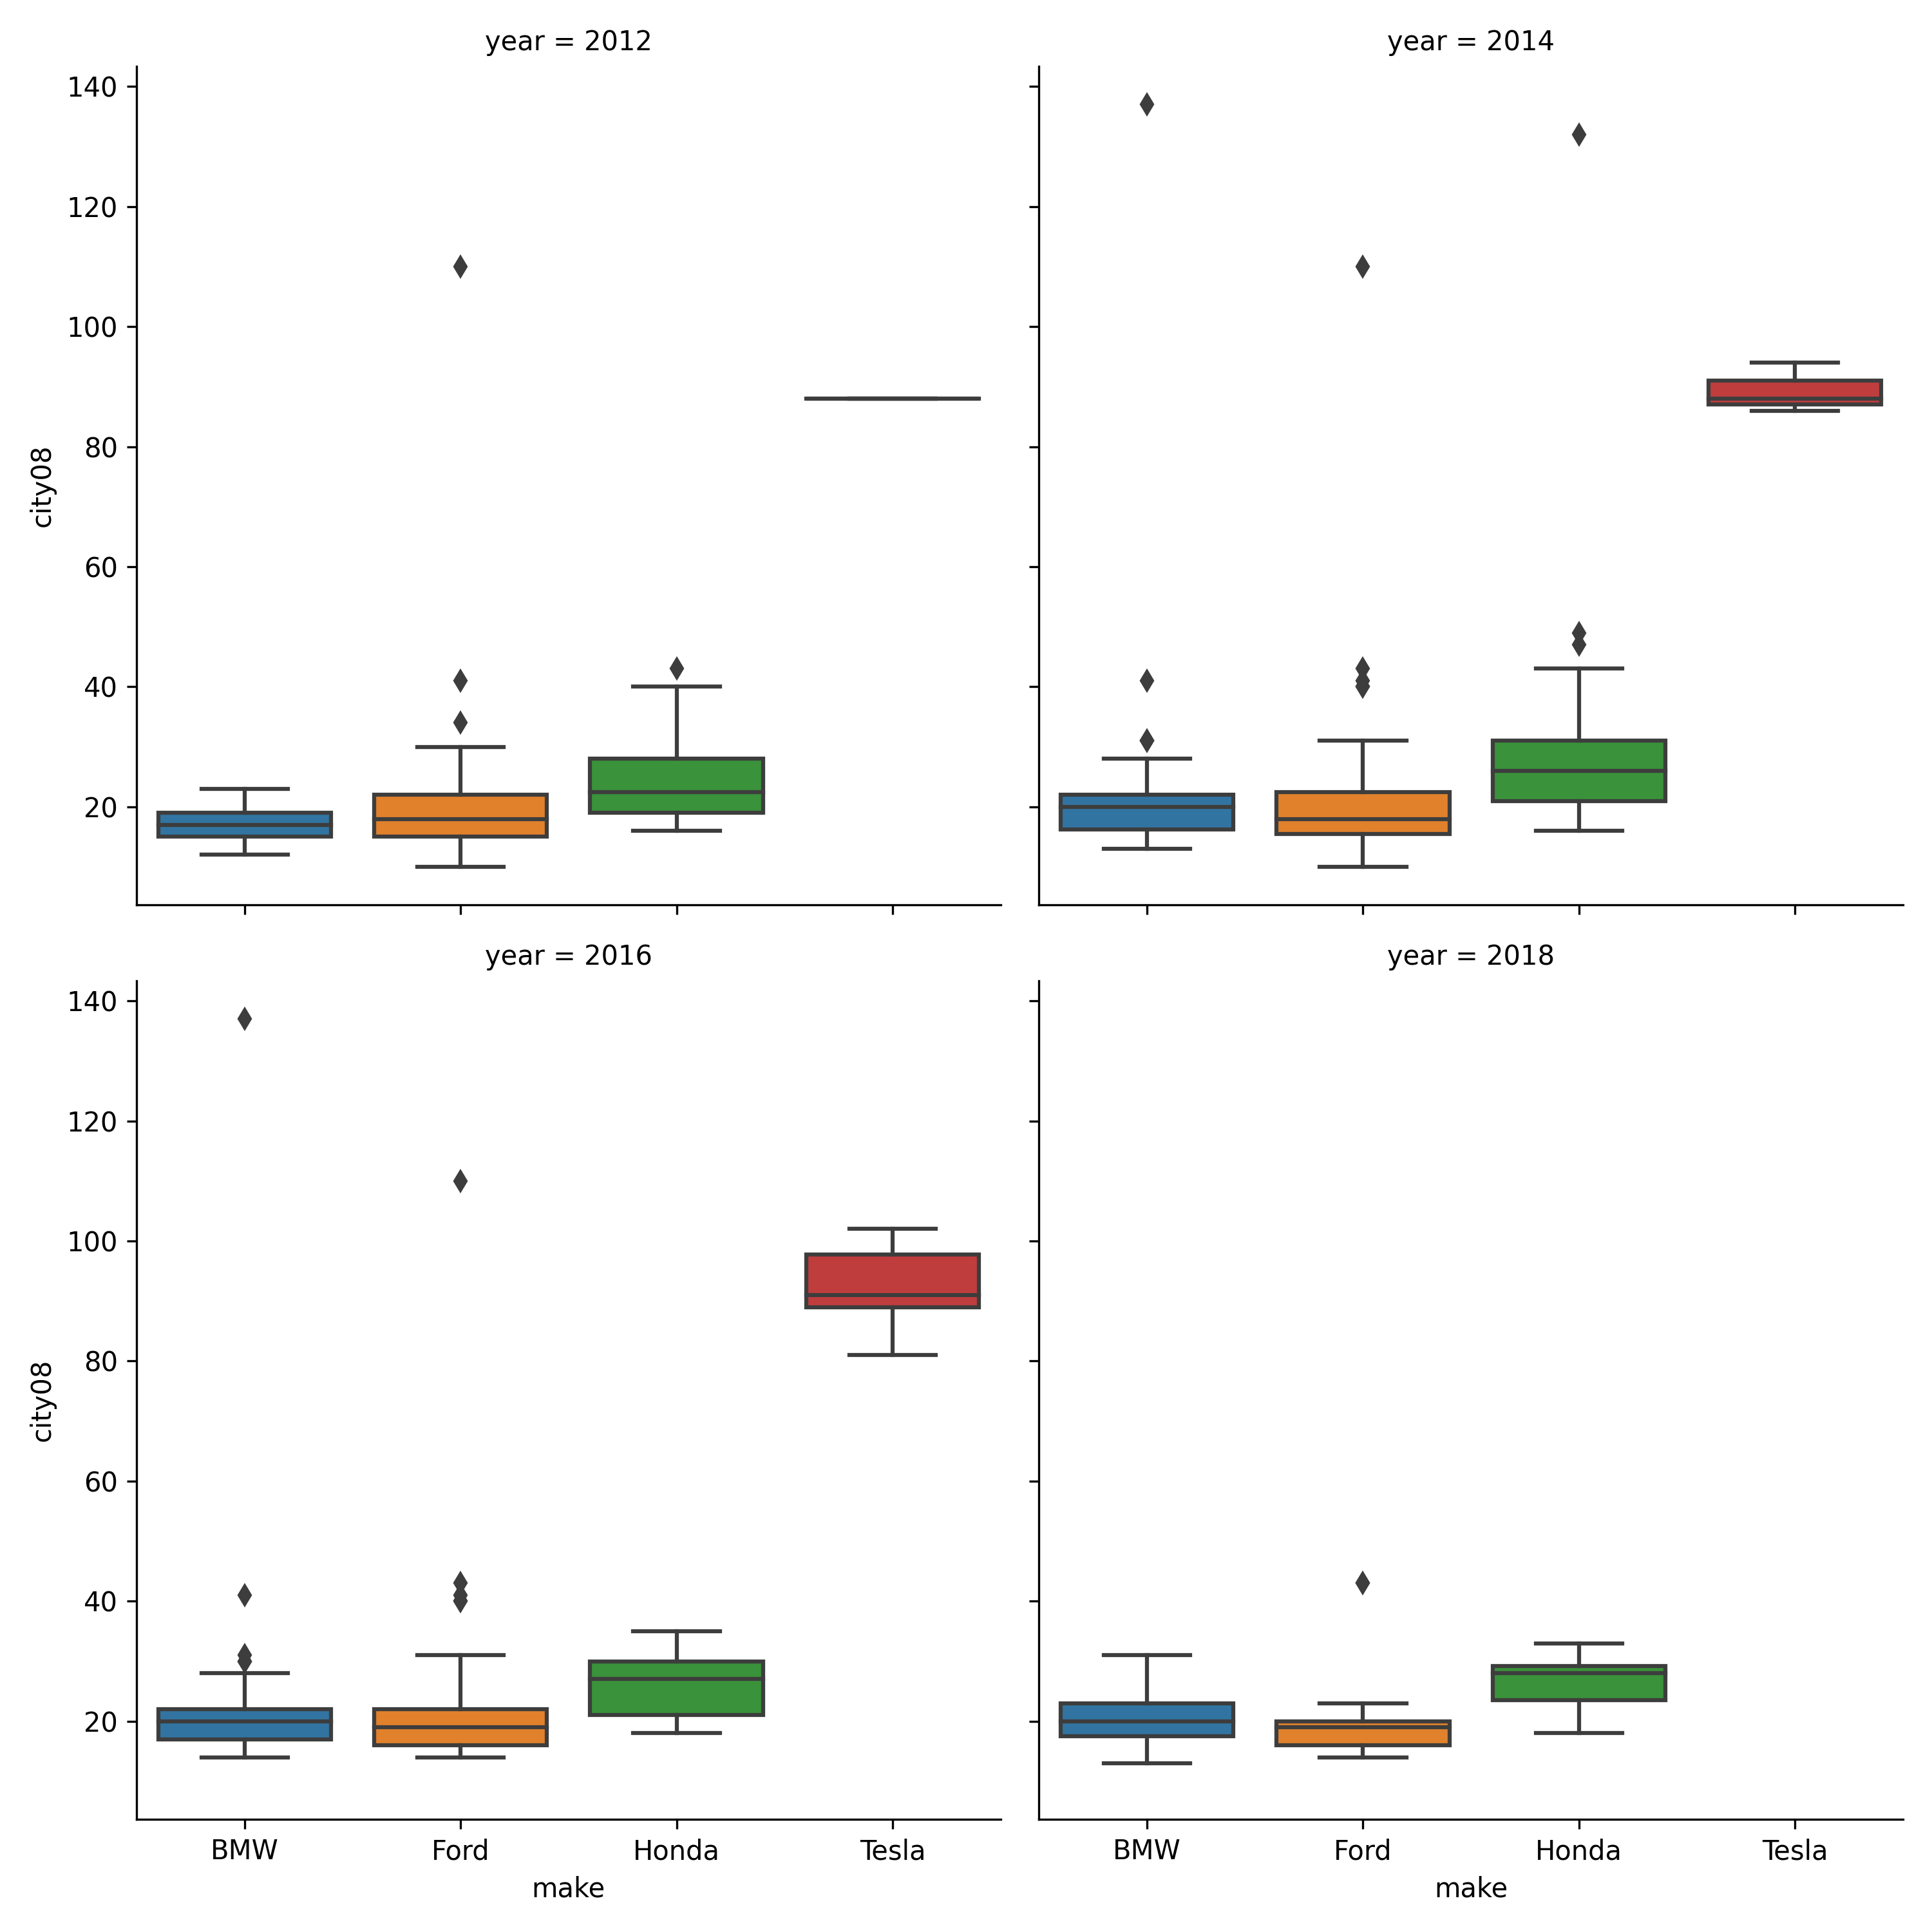 year = 2012
year = 2014
140
120
100
80
60
40
20
city08
year = 2016
year = 2018
140
120
100
80
60
40
20
city08
BMW Ford Honda Tesla
BMW Ford Honda Tesla
make
make